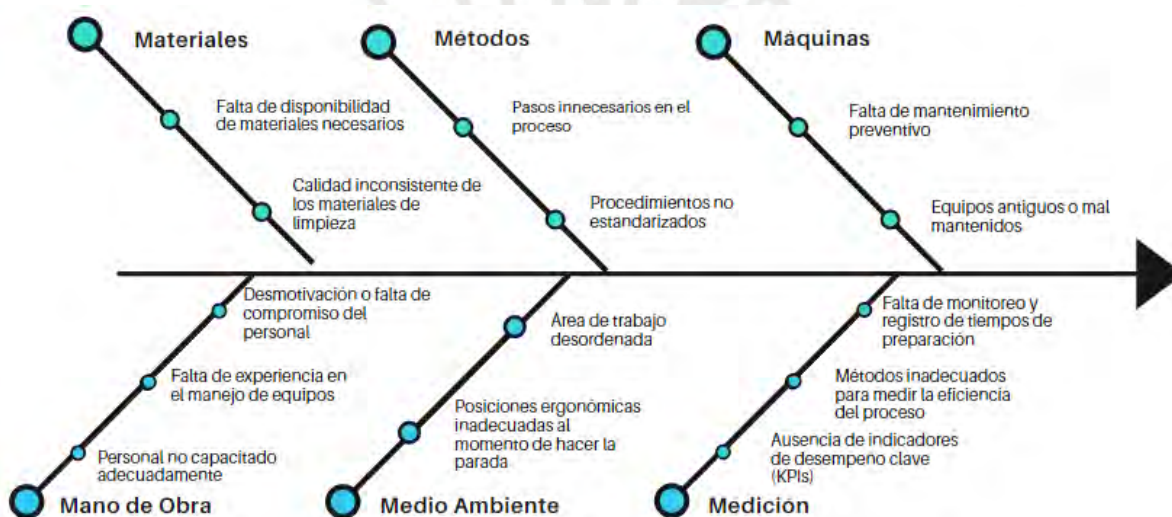 Materiales
Métodos
Máquinas
Falta de disponibilidad
de materiales necesarios
Calidad inconsistente de
los materiales de
limpieza
Pasos innecesarios en el
proceso
Procedimientos no
estandarizados
Falta de mantenimiento
preventivo
Equipos antiguos o mal
mantenidos
Desmotivación o falta de
compromiso del
personal
Falta de experiencia en
el manejo de equipos
Personal no capacitado
adecuadamente
Mano de Obra
Área de trabajo
desordenada
Posiciones ergonómicas
inadecuadas al
momento de hacer la
parada
Medio Ambiente
Falta de monitoreo y
registro de tiempos de
preparación
Métodos inadecuados
para medir la eficiencia
del proceso
Ausencia de indicadores
de desempeño clave
(KPIs)
Medición